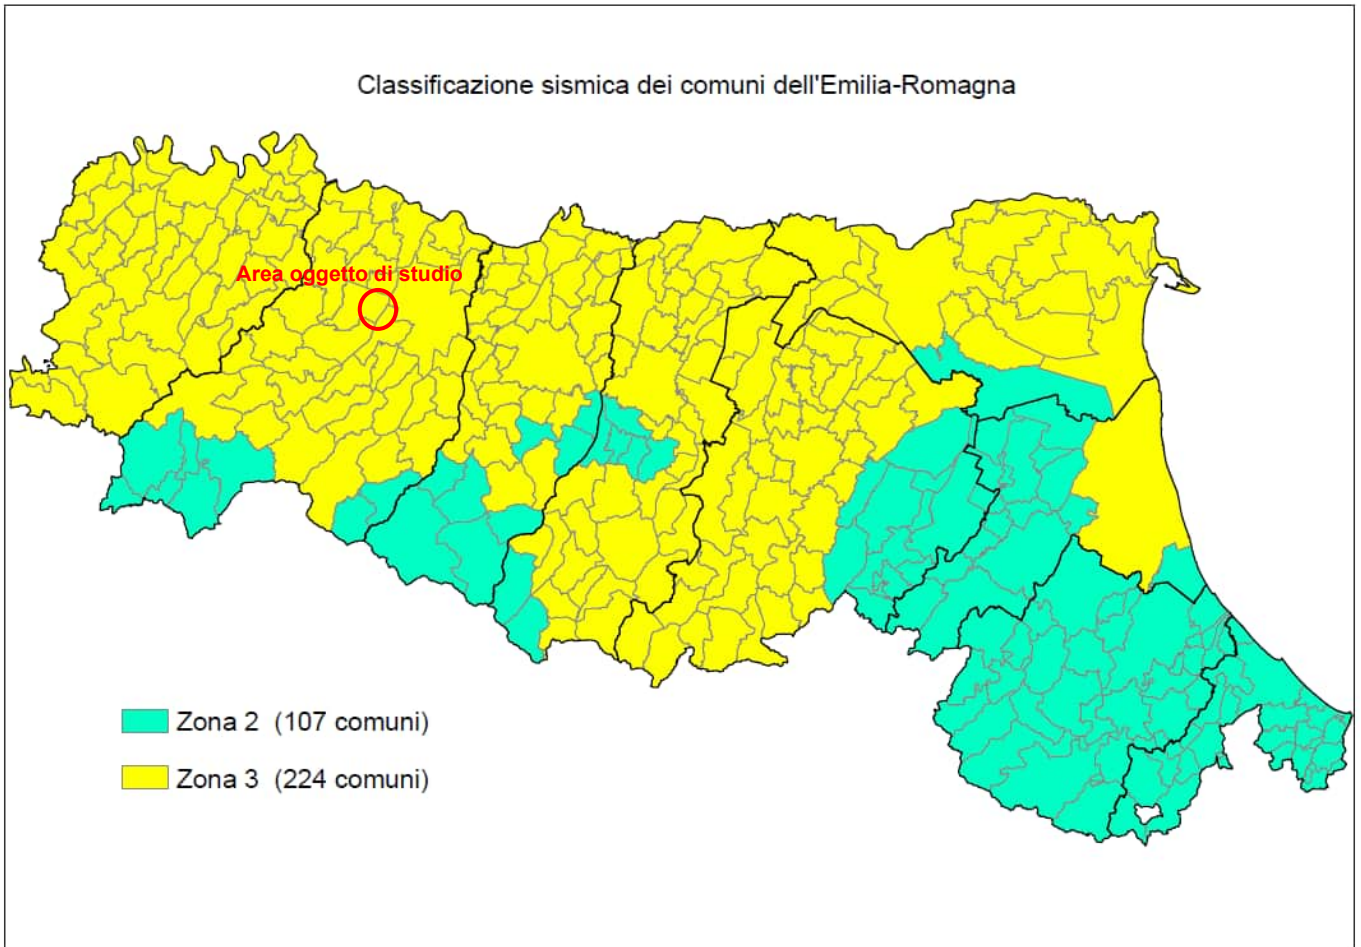 Classificazione sismica dei comuni dell'Emilia-Romagna
Area oggetto di studio
Zona 2 (107 comuni)
Zona 3 (224 comuni)